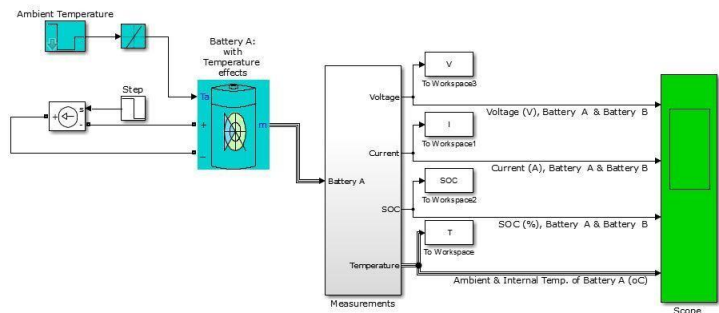 Ambient Temperature
Battery A:
with
Temperature
effects
Step
Ta
s
+
-
+
m
−
Battery A
Voltage
Current
SOC
Temperature
Measurements
V
To Workspace3
Voltage (V), Battery A & Battery B
I
To Workspace1
Current (A), Battery A & Battery B
SOC
To Workspace2
SOC (%), Battery A & Battery B
T
To Workspace
Ambient & Internal Temp. of Battery A (oC)
Scope